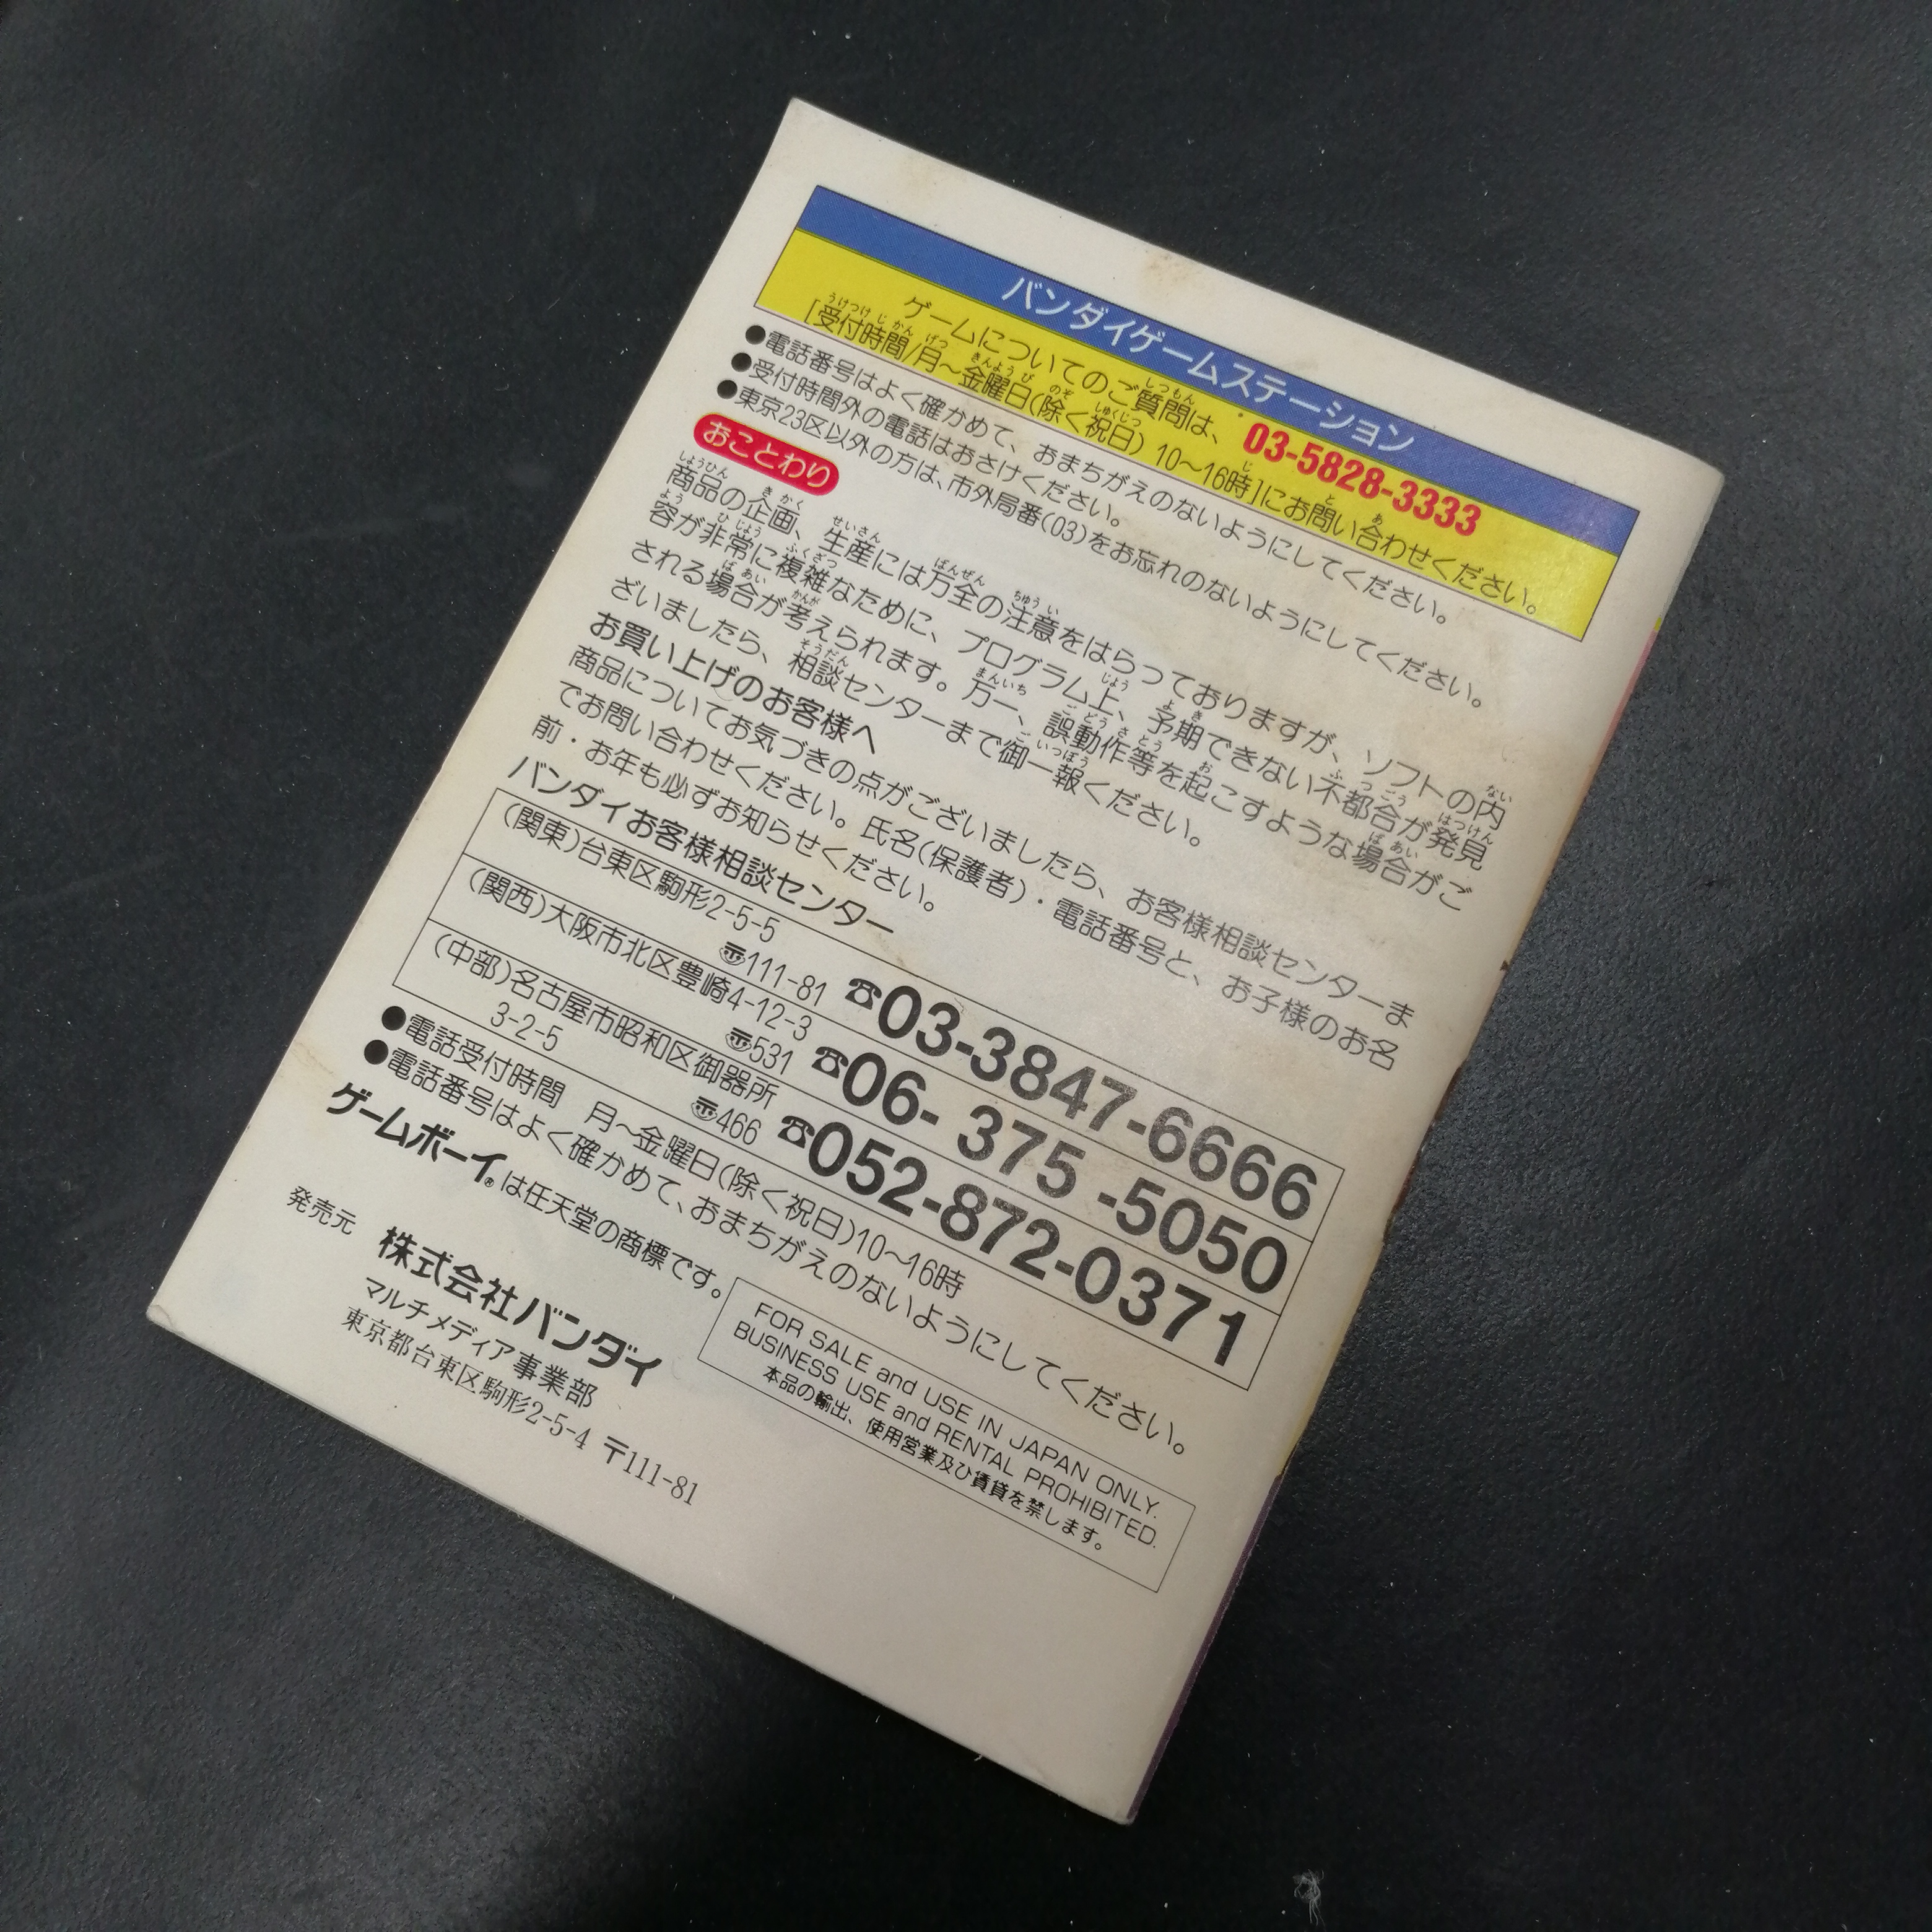 バンダイゲームステーション
ゲームについてのご質問は、03-5828-3333
[受付時間/月～金曜日(除く祝日) 10～16時]にお問い合わせください。
●電話番号はよく確かめて、おまちがえのないようにしてください。
●受付時間外の電話はおさけください。
●東京23区以外の方は、市外局番(03)をお忘れのないようにしてください。
おことわり
商品の企画、生産には万全の注意をはらっておりますが、ソフトの内
容が非常に複雑なために、プログラム上、予期できない不都合が発見
される場合が考えられます。万一、誤動作等を起こすような場合がご
ざいましたら、相談センターまで御一報ください。
お買い上げのお客様へ
商品についてお気づきの点がございましたら、お客様相談センターま
でお問い合わせください。氏名(保護者)・電話番号と、お子様のお名
前・お年も必ずお知らせください。
バンダイお客様相談センター
(関東)台東区駒形2-5-5
〠111-81 ☎03-3847-6666
(関西)大阪市北区豊崎4-12-3
〠531 ☎06-375-5050
(中部)名古屋市昭和区御器所
3-2-5 〠466 ☎052-872-0371
●電話受付時間 月～金曜日(除く祝日)10～16時
●電話番号はよく確かめて、おまちがえのないようにしてください。
ゲームボーイ®は任天堂の商標です。
FOR SALE and USE IN JAPAN ONLY.
BUSINESS USE and RENTAL PROHIBITED.
本品の輸出、使用営業及び賃貸を禁します。
発売元 株式会社バンダイ
マルチメディア事業部
東京都台東区駒形2-5-4 〒111-81